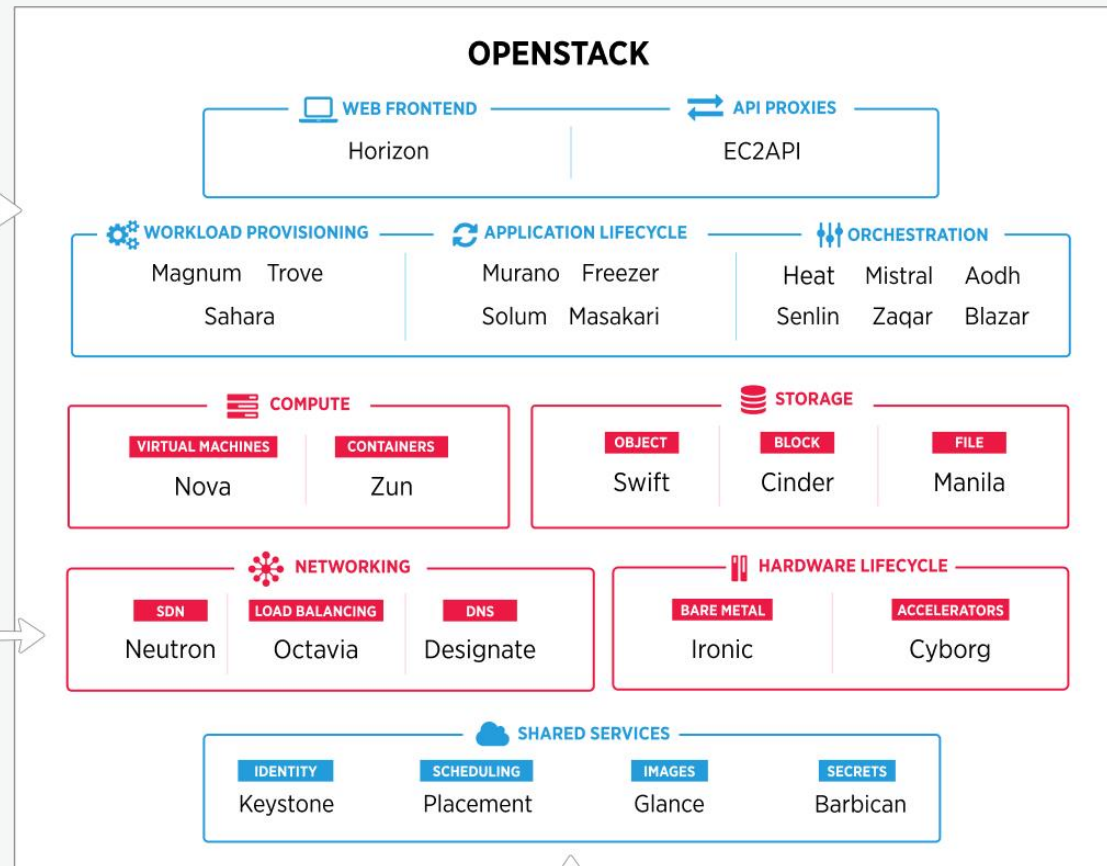 OPENSTACK
WEB FRONTEND
API PROXIES
Horizon
EC2API
WORKLOAD PROVISIONING
APPLICATION LIFECYCLE
ORCHESTRATION
Magnum Trove
Sahara
Murano Freezer
Solum Masakari
Heat Mistral Aodh
Senlin Zaqar Blazar
COMPUTE
VIRTUAL MACHINES
CONTAINERS
Nova
Zun
STORAGE
OBJECT
BLOCK
FILE
Swift
Cinder
Manila
NETWORKING
SDN
LOAD BALANCING
DNS
Neutron
Octavia
Designate
HARDWARE LIFECYCLE
BARE METAL
ACCELERATORS
Ironic
Cyborg
SHARED SERVICES
IDENTITY
SCHEDULING
IMAGES
SECRETS
Keystone
Placement
Glance
Barbican